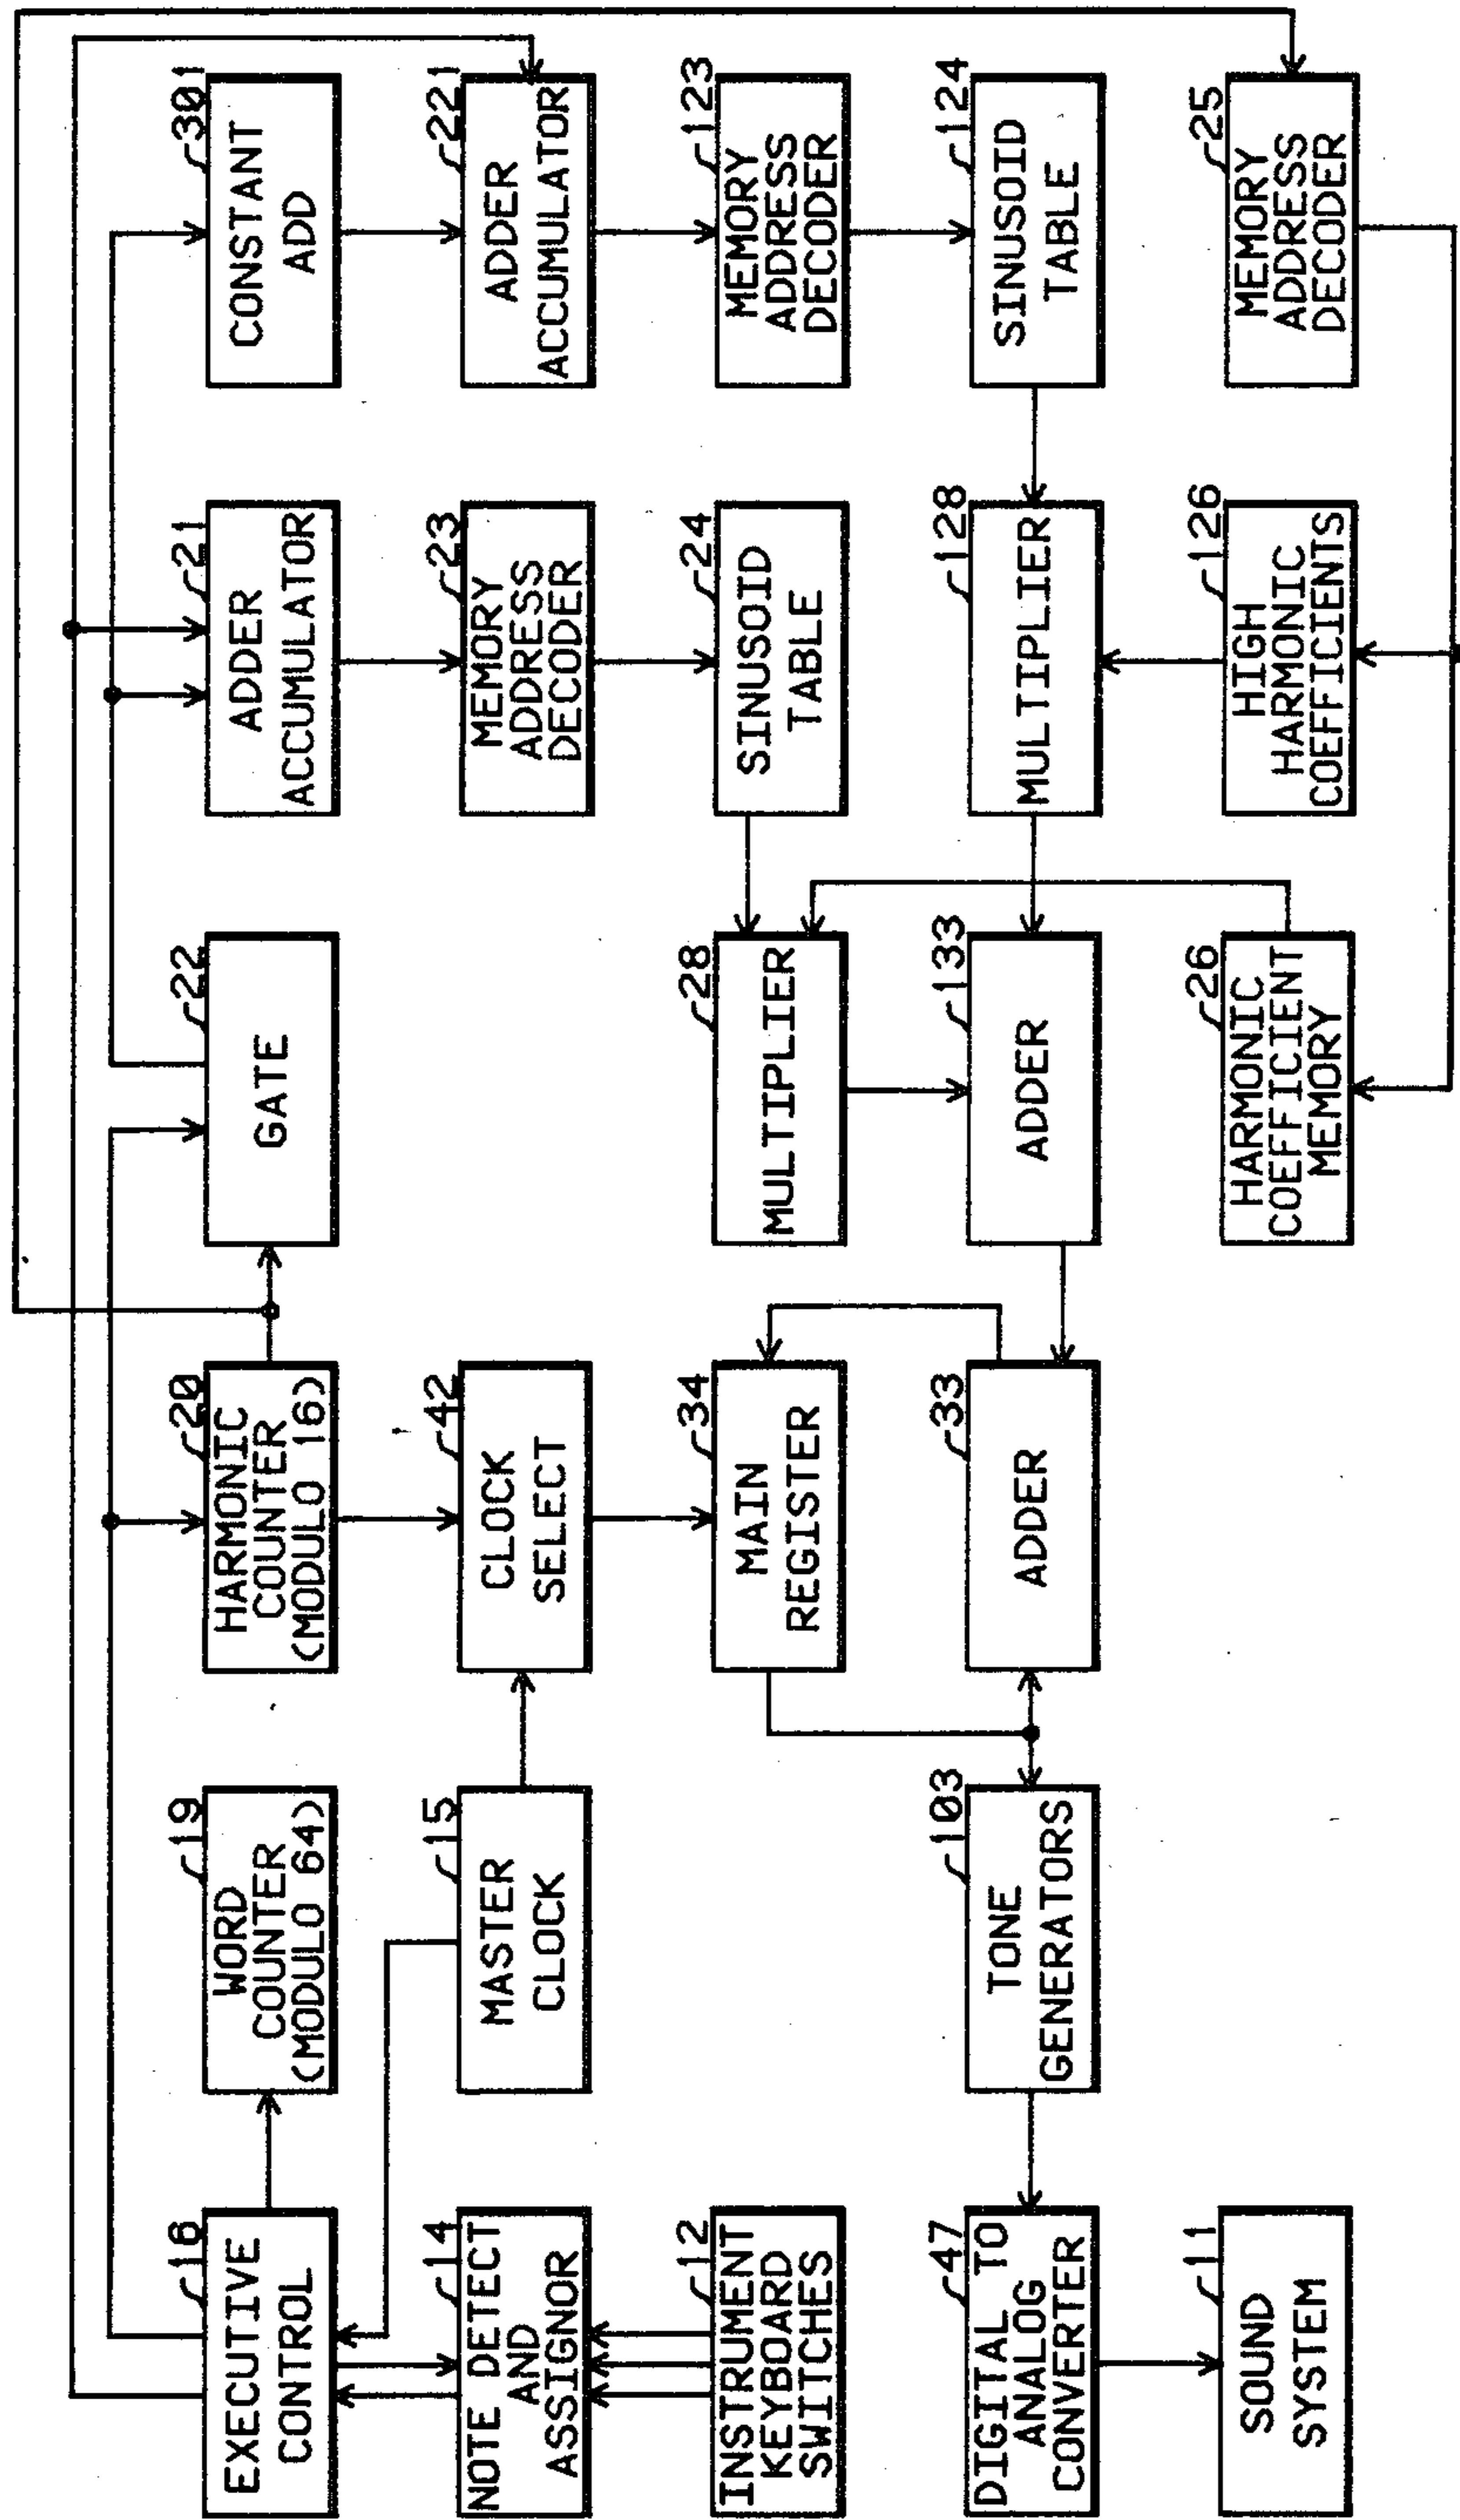 16
EXECUTIVE
CONTROL
19
WORD
COUNTER
(MODULO 64)
20
HARMONIC
COUNTER
(MODULO 16)
22
GATE
21
ADDER
ACCUMULATOR
301
CONSTANT
ADD
14
NOTE DETECT
AND
ASSIGNOR
15
MASTER
CLOCK
42
CLOCK
SELECT
23
MEMORY
ADDRESS
DECODER
221
ADDER
ACCUMULATOR
12
INSTRUMENT
KEYBOARD
SWITCHES
34
MAIN
REGISTER
28
MULTIPLIER
24
SINUSOID
TABLE
123
MEMORY
ADDRESS
DECODER
47
DIGITAL TO
ANALOG
CONVERTER
103
TONE
GENERATORS
33
ADDER
133
ADDER
128
MULTIPLIER
124
SINUSOID
TABLE
11
SOUND
SYSTEM
26
HARMONIC
COEFFICIENT
MEMORY
126
HIGH
HARMONIC
COEFFICIENTS
25
MEMORY
ADDRESS
DECODER